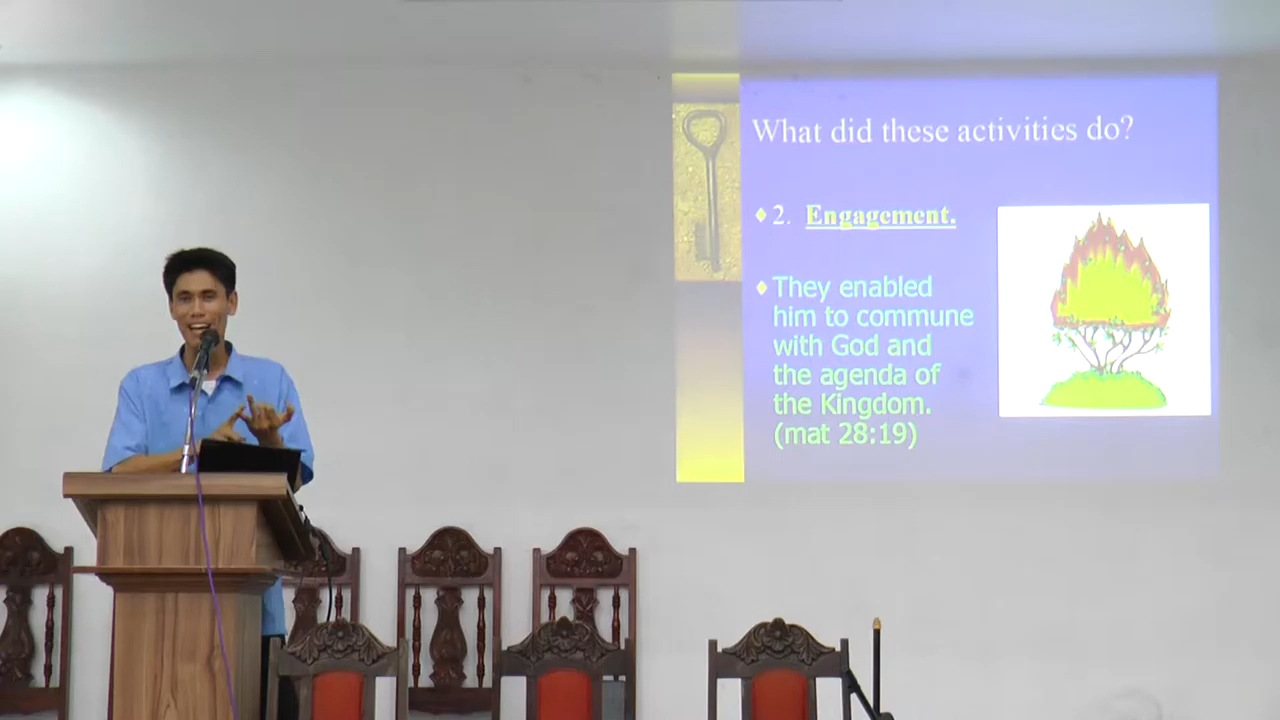 What did these activities do?
2. Engagement.
They enabled
him to commune
with God and
the agenda of
the Kingdom.
(mat 28:19)